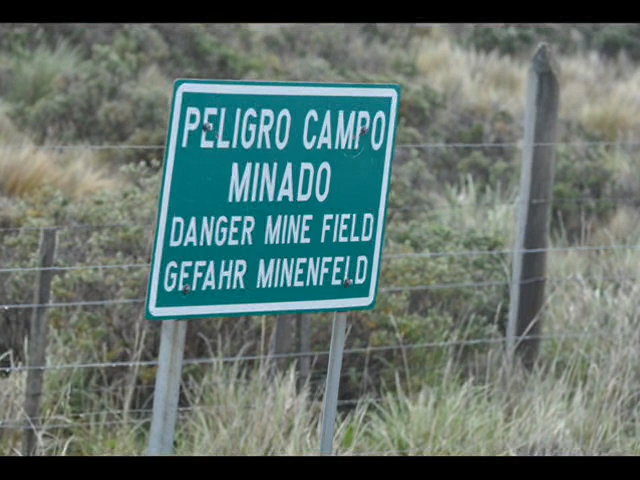 PELIGRO CAMPO
MINADO
DANGER MINE FIELD
GEFAHR MINENFELD